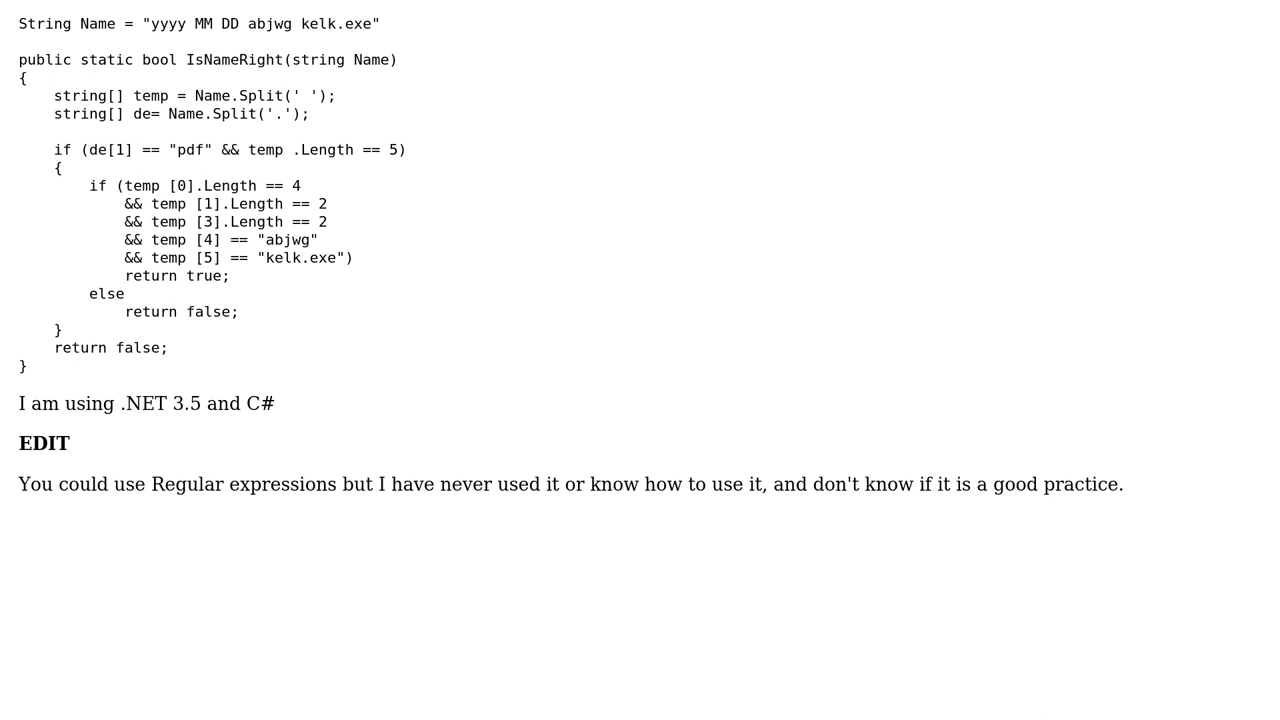 String Name = "yyyy MM DD abjwg kelk.exe"
public static bool IsNameRight(string Name)
{
    string[] temp = Name.Split(' ');
    string[] de= Name.Split('.');
    if (de[1] == "pdf" && temp .Length == 5)
    {
        if (temp [0].Length == 4
            && temp [1].Length == 2
            && temp [3].Length == 2
            && temp [4] == "abjwg"
            && temp [5] == "kelk.exe")
            return true;
        else
            return false;
    }
    return false;
}
I am using .NET 3.5 and C#
EDIT
You could use Regular expressions but I have never used it or know how to use it, and don't know if it is a good practice.